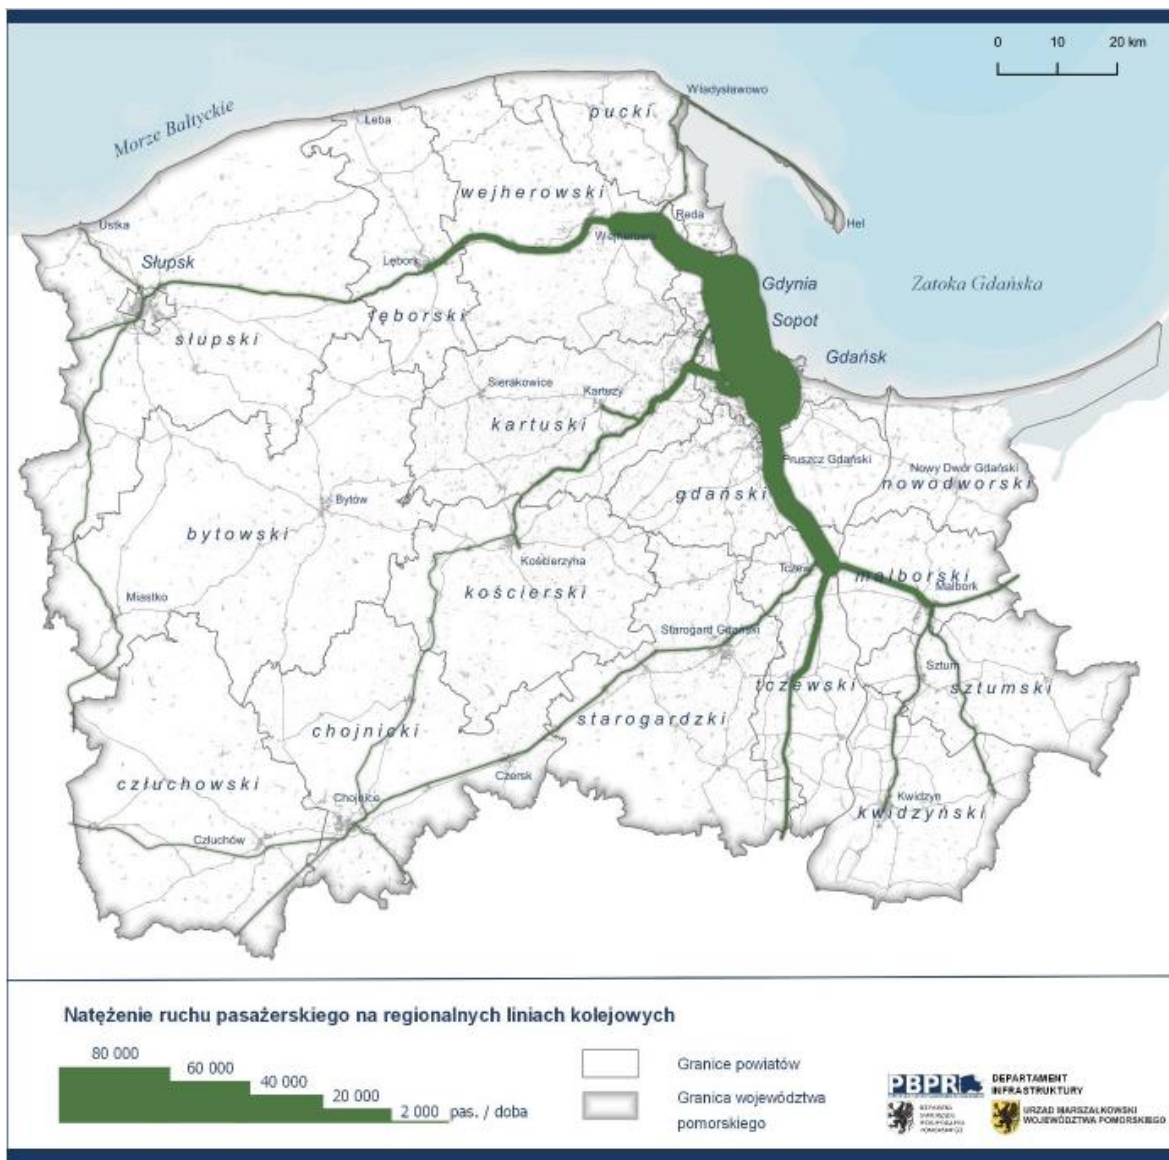 0 10 20 km
Morze Bałtyckie
Władysławowo
Łeba
pucki
wejherowski
Ustka
Reda
Hel
Wejherowo
Słupsk
Lębork
Gdynia
Zatoka Gdańska
lęborski
Sopot
słupski
Gdańsk
Sierakowice
Kartuzy
kartuski
Pruszcz Gdański
Nowy Dwór Gdański
nowodworski
gdański
Bytów
bytowski
Kościerzyna
Tczew
malborski
Malbork
kościerski
Miastko
Starogard Gdański
Sztum
tczewski
sztumski
starogardzki
chojnicki
Czersk
człuchowski
Chojnice
Kwidzyn
kwidzyński
Człuchów
Natężenie ruchu pasażerskiego na regionalnych liniach kolejowych
80 000
60 000
40 000
20 000
2 000 pas. / doba
Granice powiatów
Granica województwa
pomorskiego
PBPR
DEPARTAMENT
INFRASTRUKTURY
URZĄD MARSZAŁKOWSKI
WOJEWÓDZTWA POMORSKIEGO